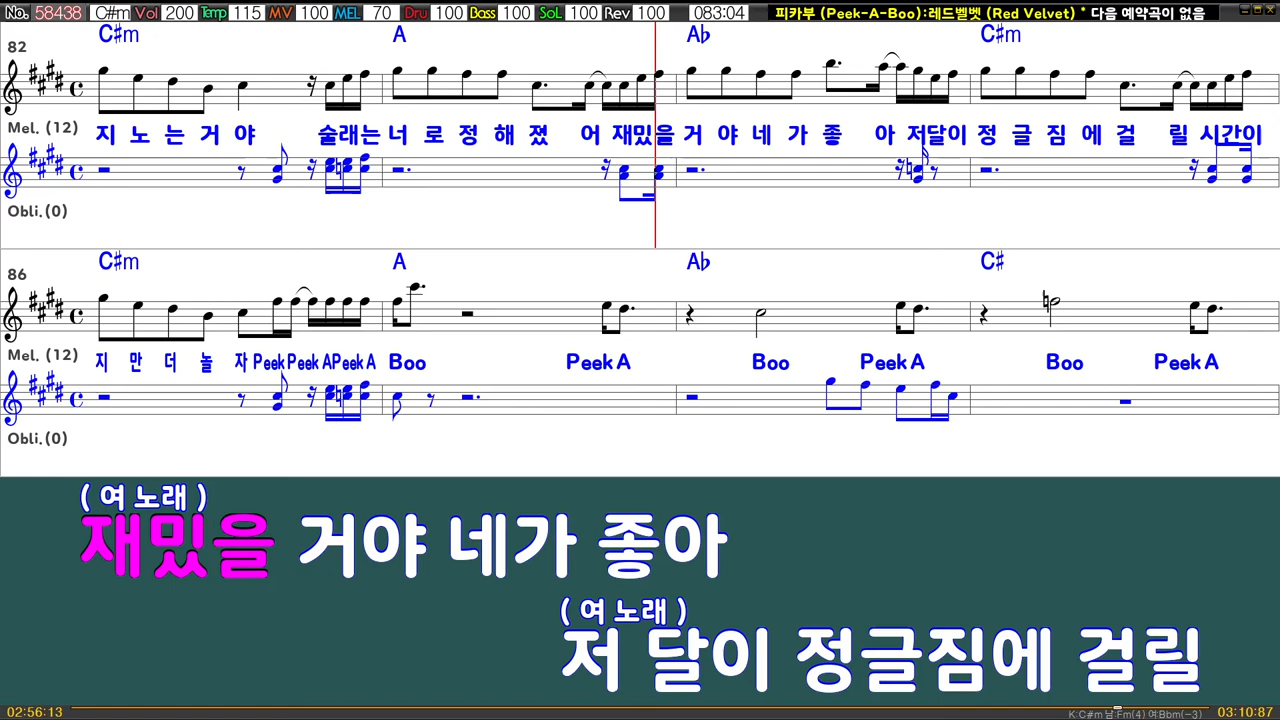 No. 58438 C#m Vol 200 Temp 115 MV 100 MEL 70 Dru 100 Bass 100 SoL 100 Rev 100 083:04 피카부 (Peek-A-Boo):레드벨벳 (Red Velvet) * 다음 예약곡이 없음
C#m A A♭ C#m
82
Mel. (12) 지 노 는 거 야 술래는 너 로 정 해 졌 어 재밌을 거 야 네 가 좋 아 저달이 정 글 짐 에 걸 릴 시간이
Obli.(0)
C#m A A♭ C#
86
Mel. (12) 지 만 더 놀 자 Peek Peek A Peek A Boo Peek A Boo Peek A Boo Peek A
Obli.(0)
( 여 노래 )
재밌을 거야 네가 좋아
( 여 노래 )
저 달이 정글짐에 걸릴
02:56:13 K:C#m 남:Fm(4) 여:Bbm(-3) 03:10:87